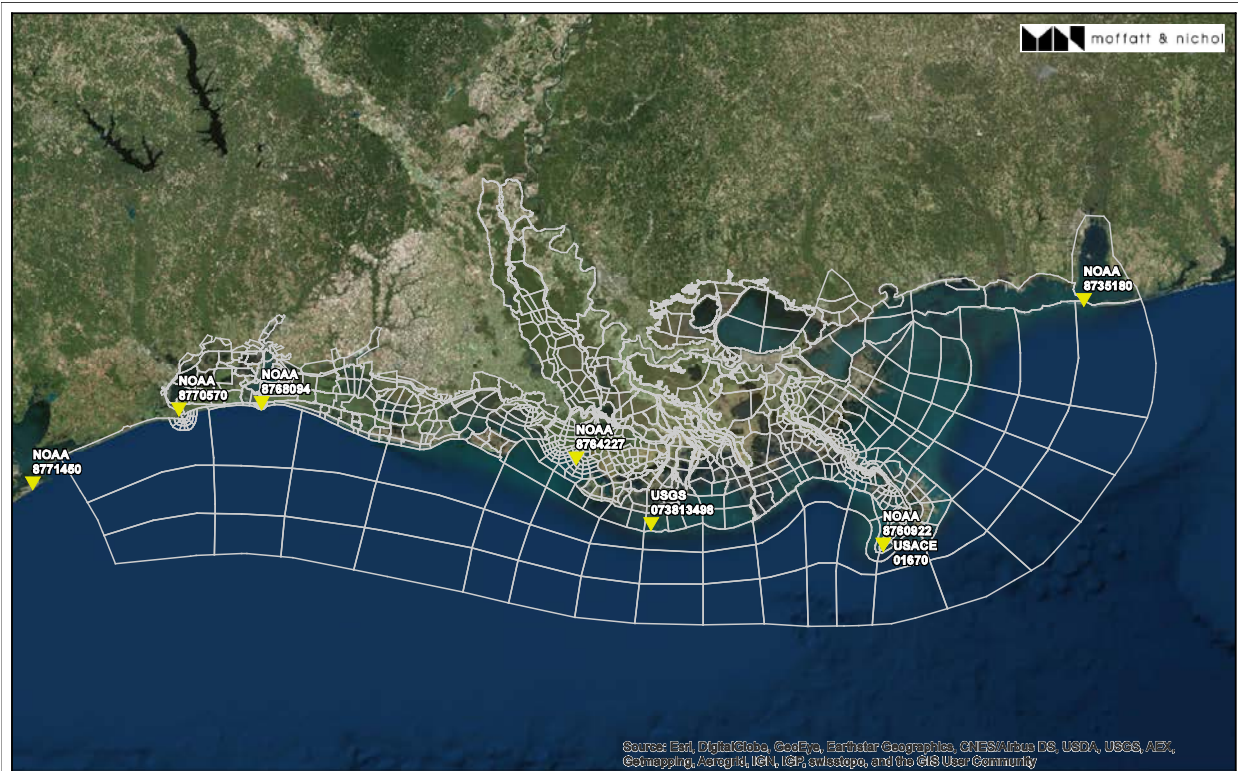 moffatt & nichol
NOAA
8735180
NOAA
8770570
NOAA
8768094
NOAA
8764227
NOAA
8771450
USGS
073813498
NOAA
8760922
USACE
01670
Source: Esri, DigitalGlobe, GeoEye, Earthstar Geographics, CNES/Airbus DS, USDA, USGS, AEX,
Getmapping, Aerogrid, IGN, IGP, swisstopo, and the GIS User Community